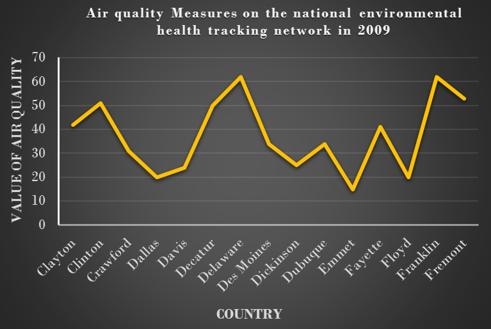 Air quality Measures on the national environmental
health tracking network in 2009
VALUE OF AIR QUALITY
70
60
50
40
30
20
10
0
Clayton
Clinton
Crawford
Dallas
Davis
Decatur
Delaware
Des Moines
Dickinson
Dubuque
Emmet
Fayette
Floyd
Franklin
Fremont
COUNTRY